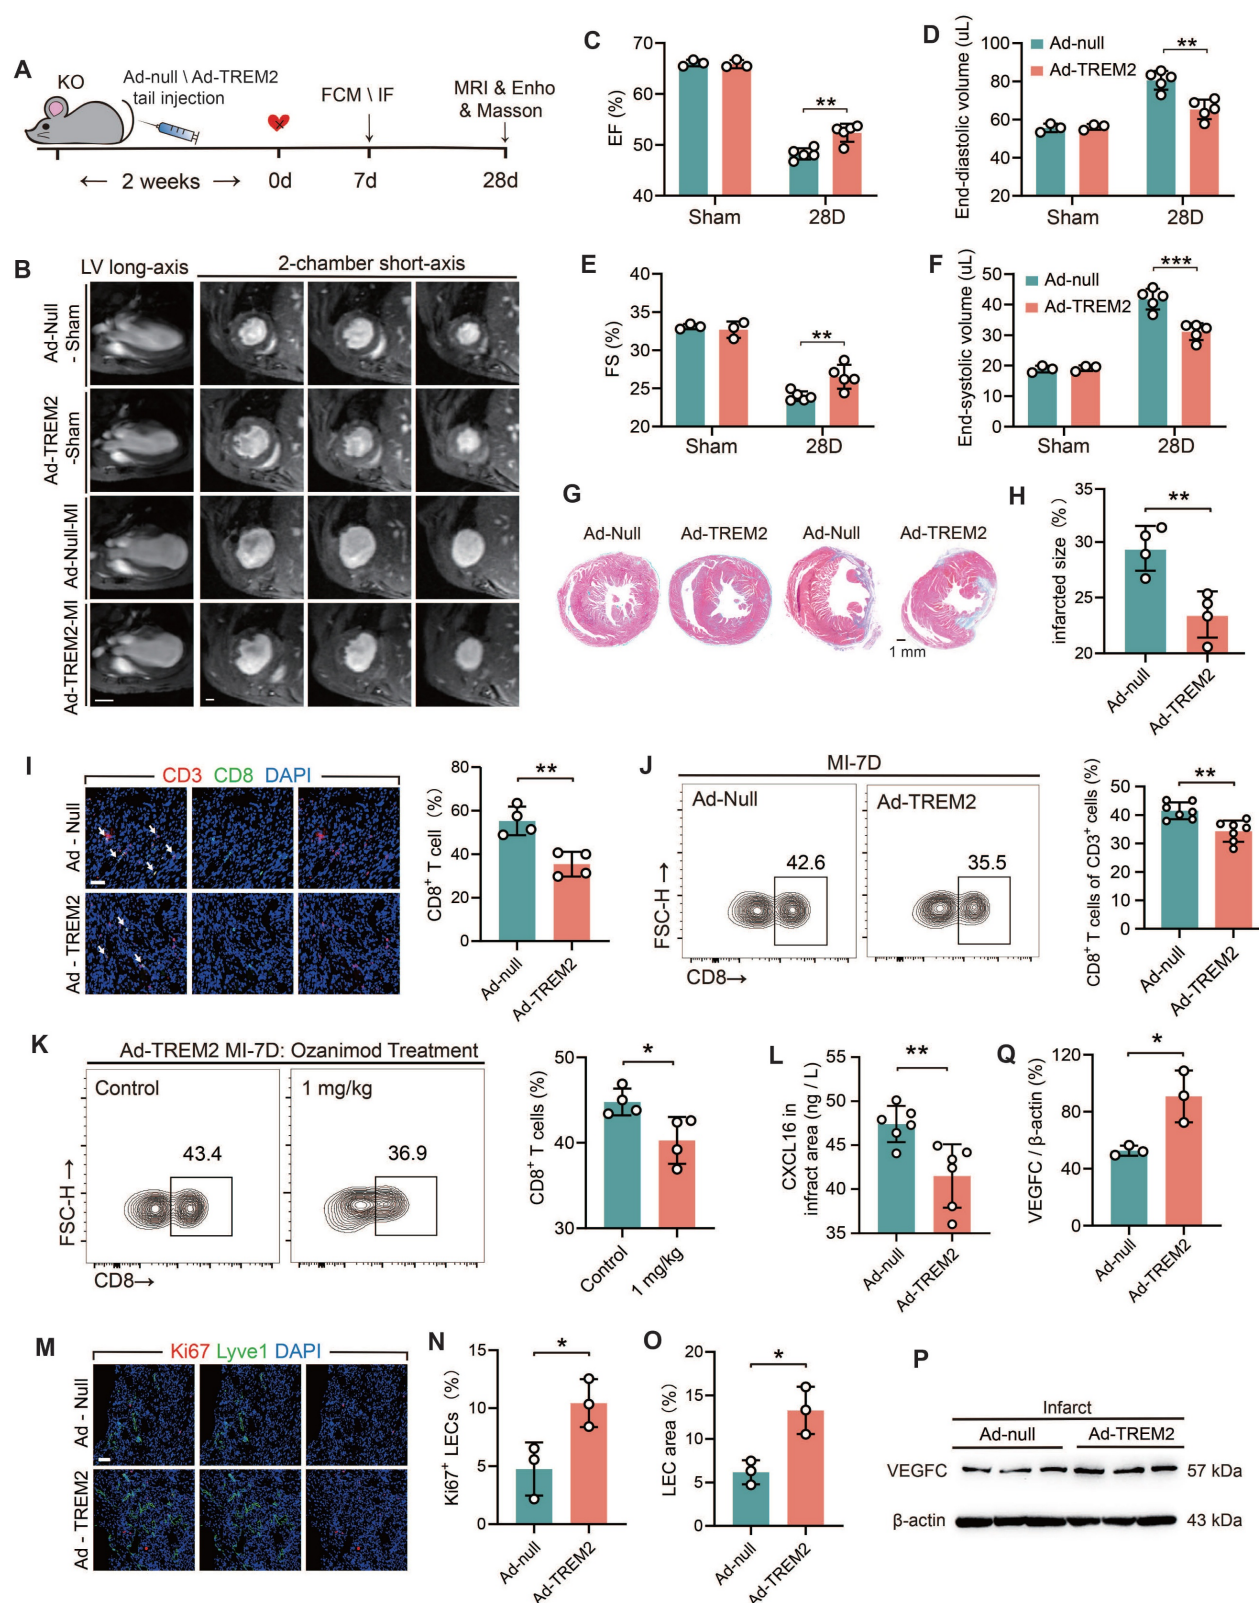 A
KO
Ad-null \ Ad-TREM2
tail injection
FCM \ IF
MRI & Enho
& Masson
← 2 weeks →
0d
7d
28d
B
LV long-axis
2-chamber short-axis
Ad-Null
- Sham
Ad-TREM2
-Sham
Ad-Null-MI
Ad-TREM2-MI
C
EF (%)
70
60
50
40
**
Sham
28D
D
End-diastolic volume (uL)
100
80
60
40
20
Ad-null
Ad-TREM2
**
Sham
28D
E
FS (%)
40
35
30
25
20
**
Sham
28D
F
End-systolic volume (uL)
50
40
30
20
10
0
Ad-null
Ad-TREM2
***
Sham
28D
G
Ad-Null
Ad-TREM2
Ad-Null
Ad-TREM2
1 mm
H
infarcted size (%)
35
30
25
20
**
Ad-null
Ad-TREM2
I
CD3 CD8 DAPI
Ad - Null
Ad - TREM2
CD8+ T cell (%)
80
60
40
20
0
**
Ad-null
Ad-TREM2
J
MI-7D
Ad-Null
42.6
Ad-TREM2
35.5
FSC-H →
CD8→
CD8+ T cells of CD3+ cells (%)
50
40
30
20
10
0
**
Ad-null
Ad-TREM2
K
Ad-TREM2 MI-7D: Ozanimod Treatment
Control
43.4
1 mg/kg
36.9
FSC-H →
CD8→
CD8+ T cells (%)
50
40
30
*
Control
1 mg/kg
L
CXCL16 in
infract area (ng / L)
55
50
45
40
35
**
Ad-null
Ad-TREM2
Q
VEGFC / β-actin (%)
120
80
40
0
*
Ad-null
Ad-TREM2
M
Ki67 Lyve1 DAPI
Ad - Null
Ad - TREM2
N
Ki67+ LECs (%)
15
10
5
0
*
Ad-null
Ad-TREM2
O
LEC area (%)
20
15
10
5
0
*
Ad-null
Ad-TREM2
P
Infarct
Ad-null
Ad-TREM2
VEGFC
57 kDa
β-actin
43 kDa